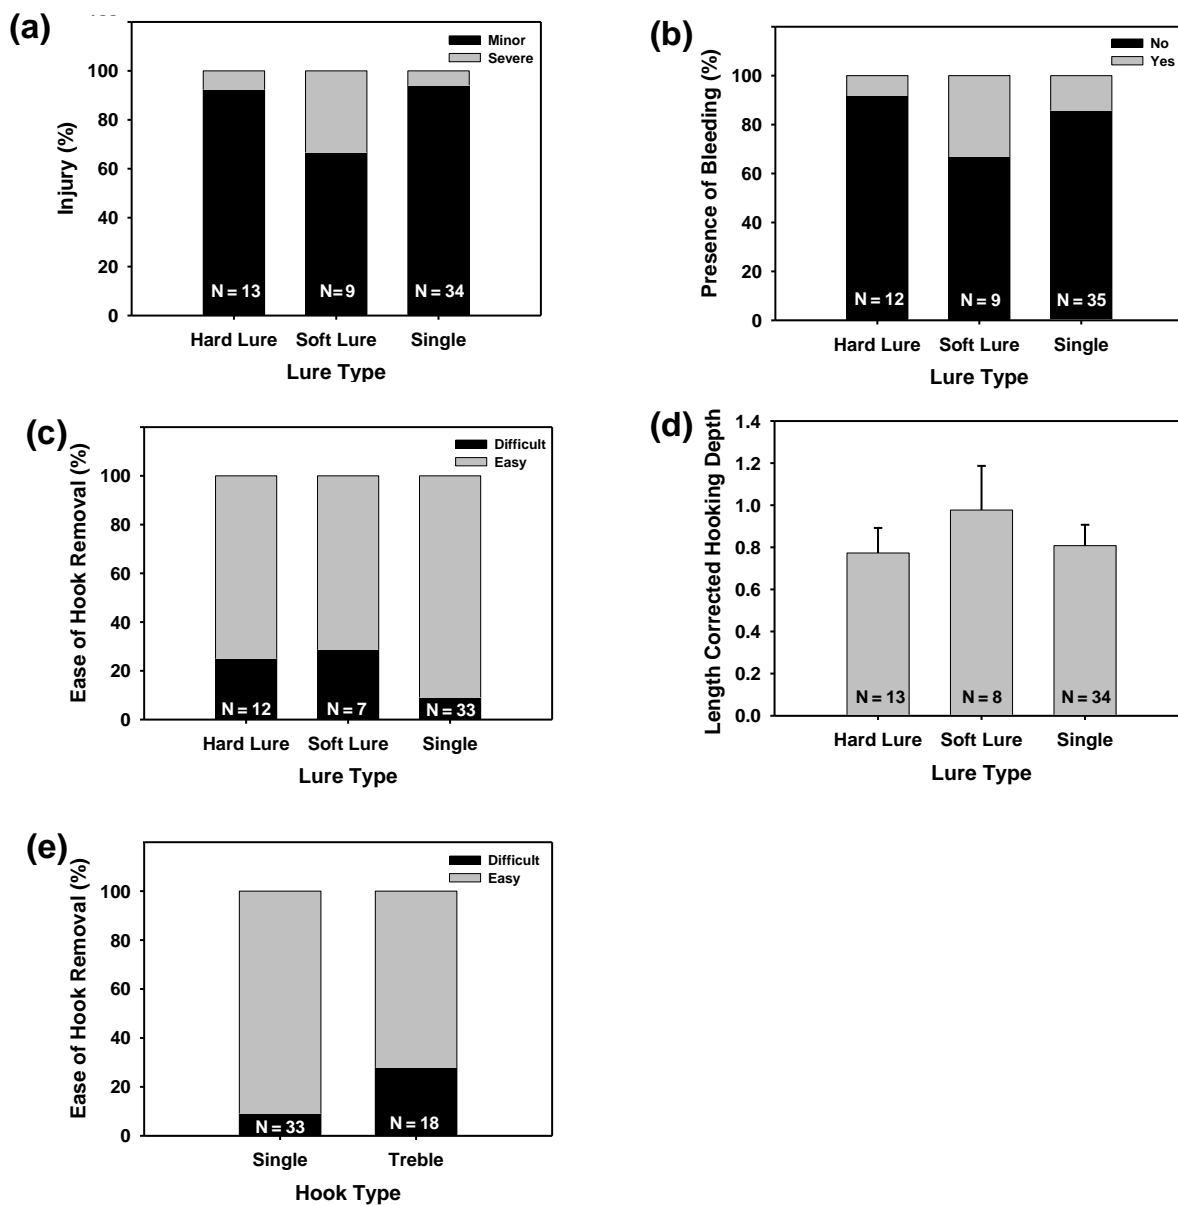 (a)
Minor
Severe
100
80
60
40
20
0
Injury (%)
N = 13
N= 9
N = 34
Hard Lure
Soft Lure
Single
Lure Type
(b)
No
Yes
100
80
60
40
20
0
Presence of Bleeding (%)
N = 12
N = 9
N = 35
Hard Lure
Soft Lure
Single
Lure Type
(c)
Difficult
Easy
100
80
60
40
20
0
Ease of Hook Removal (%)
N = 12
N = 7
N = 33
Hard Lure
Soft Lure
Single
Lure Type
(d)
1.4
1.2
1.0
0.8
0.6
0.4
0.2
0.0
Length Corrected Hooking Depth
N = 13
N = 8
N = 34
Hard Lure
Soft Lure
Single
Lure Type
(e)
Difficult
Easy
100
80
60
40
20
0
Ease of Hook Removal (%)
N = 33
N = 18
Single
Treble
Hook Type